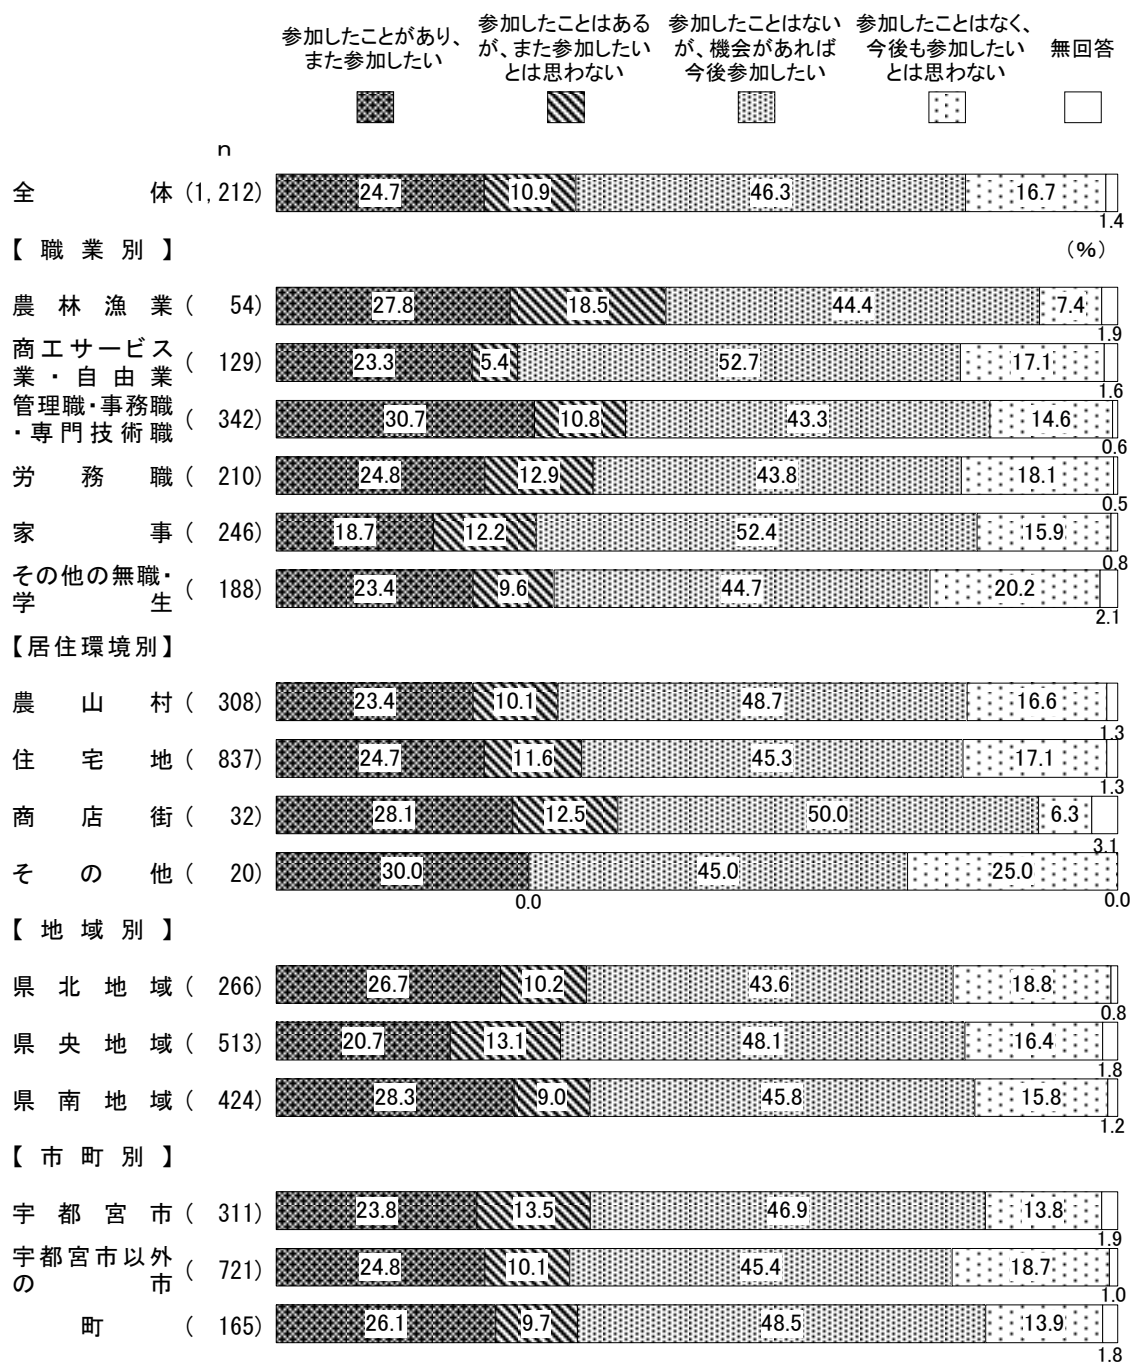 参加したことがあり、
また参加したい
参加したことはある
が、また参加したい
とは思わない
参加したことはない
が、機会があれば
今後参加したい
参加したことはなく、
今後も参加したい
とは思わない
無回答
n
全体(1,212) 24.7 10.9 46.3 16.7 1.4
【職業別】 (%)
農林漁業( 54) 27.8 18.5 44.4 7.4 1.9
商工サービス
業・自由業( 129) 23.3 5.4 52.7 17.1 1.6
管理職・事務職
・専門技術職( 342) 30.7 10.8 43.3 14.6 0.6
労務職( 210) 24.8 12.9 43.8 18.1 0.5
家事( 246) 18.7 12.2 52.4 15.9 0.8
その他の無職・
学生( 188) 23.4 9.6 44.7 20.2 2.1
【居住環境別】
農山村( 308) 23.4 10.1 48.7 16.6 1.3
住宅地( 837) 24.7 11.6 45.3 17.1 1.3
商店街( 32) 28.1 12.5 50.0 6.3 3.1
その他( 20) 30.0 0.0 45.0 25.0 0.0
【地域別】
県北地域( 266) 26.7 10.2 43.6 18.8 0.8
県央地域( 513) 20.7 13.1 48.1 16.4 1.8
県南地域( 424) 28.3 9.0 45.8 15.8 1.2
【市町別】
宇都宮市( 311) 23.8 13.5 46.9 13.8 1.9
宇都宮市以外
の市( 721) 24.8 10.1 45.4 18.7 1.0
町( 165) 26.1 9.7 48.5 13.9 1.8